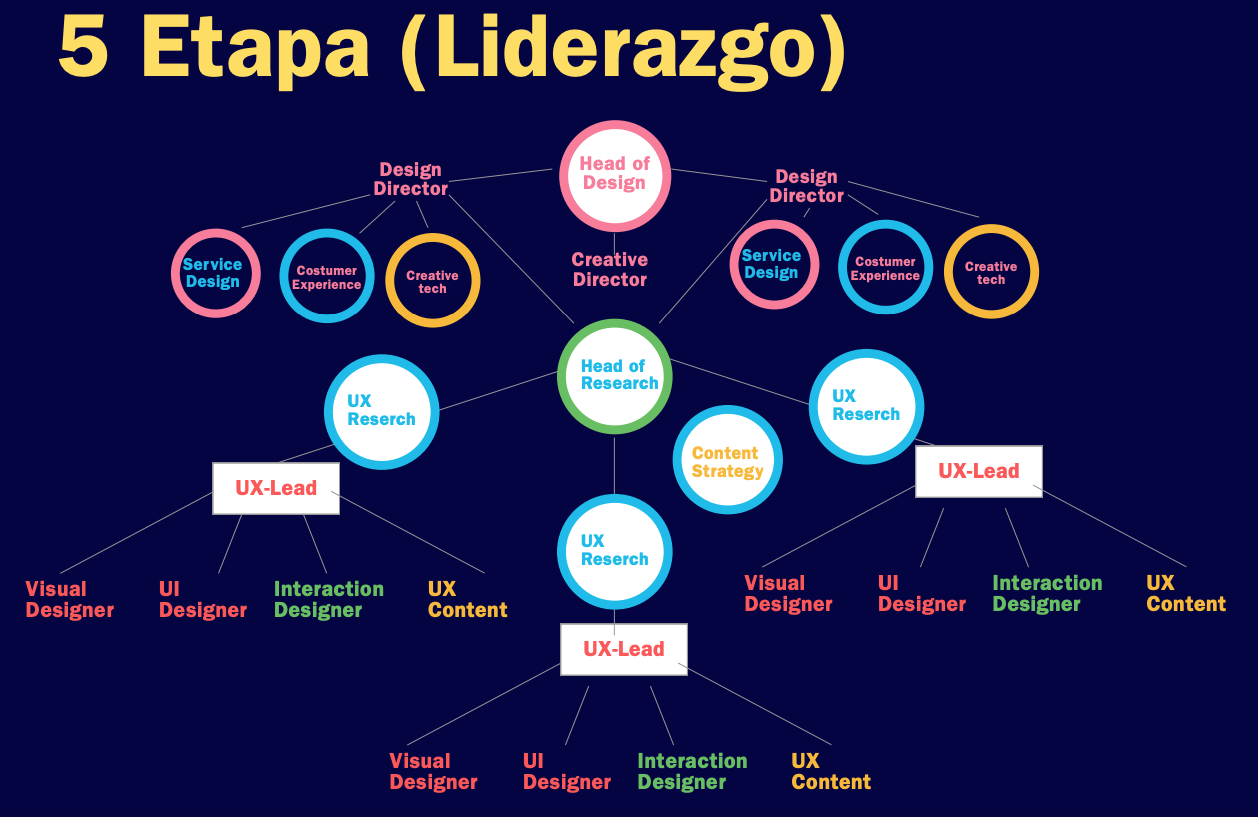 5 Etapa (Liderazgo)
Head of
Design
Design
Director
Design
Director
Service
Design
Costumer
Experience
Creative
tech
Creative
Director
Service
Design
Costumer
Experience
Creative
tech
Head of
Research
UX
Reserch
UX
Reserch
Content
Strategy
UX-Lead
UX-Lead
UX
Reserch
Visual
Designer
UI
Designer
Interaction
Designer
UX
Content
Visual
Designer
UI
Designer
Interaction
Designer
UX
Content
UX-Lead
Visual
Designer
UI
Designer
Interaction
Designer
UX
Content